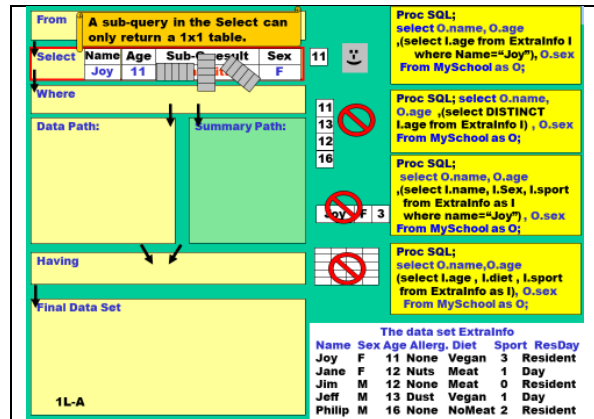 From
A sub-query in the Select can
only return a 1x1 table.
Select
Name Age Sub-Q esult Sex
Joy 11 F
11
Where
Data Path:
Summary Path:
11
13
12
16
Joy F 3
Having
Final Data Set
1L-A
Proc SQL;
select O.name, O.age
,(select I.age from ExtraInfo I
where Name="Joy"), O.sex
From MySchool as O;
Proc SQL; select O.name,
O.age ,(select DISTINCT
I.age from ExtraInfo I) , O.sex
From MySchool as O;
Proc SQL;
select O.name, O.age
,(select I.name, I.Sex, I.sport
from ExtraInfo as I
where name="Joy"), O.sex
From MySchool as O;
Proc SQL;
select O.name,O.age
(select I.age , I.diet , I.sport
from ExtraInfo as I), O.sex
From MySchool as O;
The data set ExtraInfo
Name Sex Age Allerg. Diet Sport ResDay
Joy F 11 None Vegan 3 Resident
Jane F 12 Nuts Meat 1 Day
Jim M 12 None Meat 0 Resident
Jeff M 13 Dust Vegan 1 Day
Philip M 16 None NoMeat 2 Resident